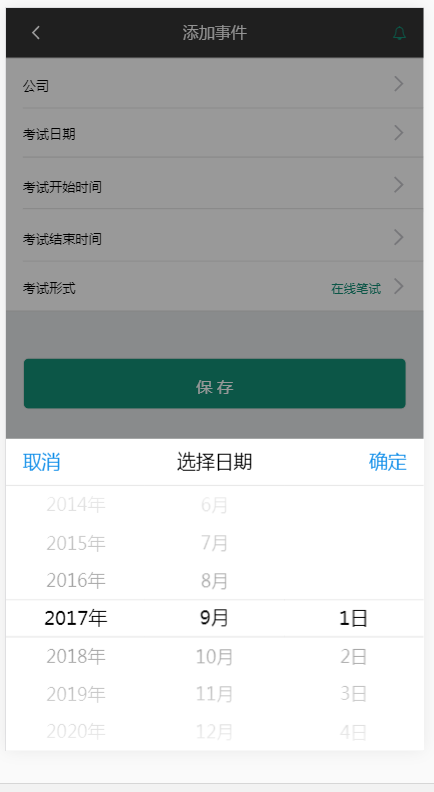 添加事件
公司
考试日期
考试开始时间
考试结束时间
考试形式 在线笔试
保 存
取消 选择日期 确定
2014年 6月
2015年 7月
2016年 8月
2017年 9月 1日
2018年 10月 2日
2019年 11月 3日
2020年 12月 4日